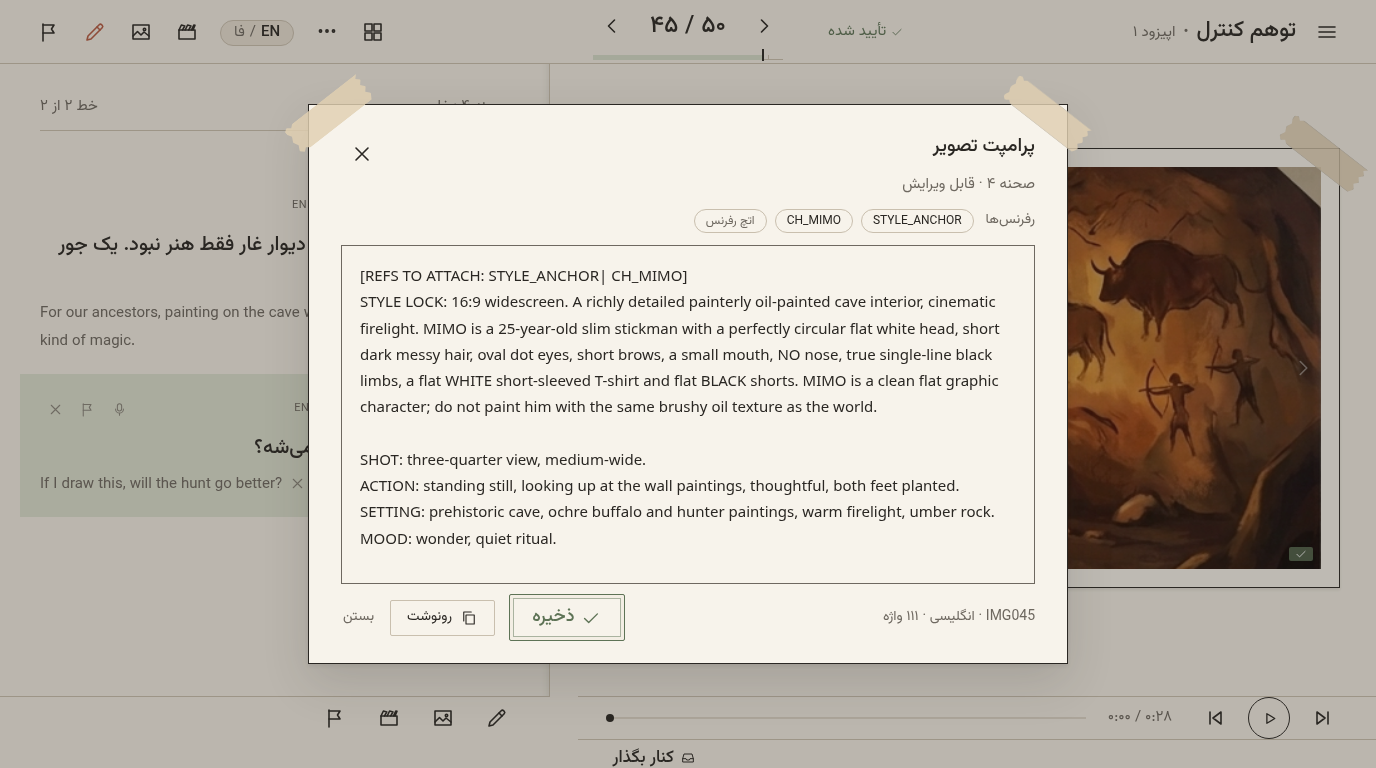 توهم کنترل · اپیزود ۱
تأیید شده
۴۵ / ۵۰
EN / فا
خط ۲ از ۲
EN
دیوار غار فقط هنر نبود. یک جور
For our ancestors, painting on the cave w
kind of magic.
EN
می‌شه؟
If I draw this, will the hunt go better?
پرامپت تصویر
صحنه ۴ · قابل ویرایش
رفرنس‌ها STYLE_ANCHOR CH_MIMO اتچ رفرنس
[REFS TO ATTACH: STYLE_ANCHOR| CH_MIMO]
STYLE LOCK: 16:9 widescreen. A richly detailed painterly oil-painted cave interior, cinematic
firelight. MIMO is a 25-year-old slim stickman with a perfectly circular flat white head, short
dark messy hair, oval dot eyes, short brows, a small mouth, NO nose, true single-line black
limbs, a flat WHITE short-sleeved T-shirt and flat BLACK shorts. MIMO is a clean flat graphic
character; do not paint him with the same brushy oil texture as the world.
SHOT: three-quarter view, medium-wide.
ACTION: standing still, looking up at the wall paintings, thoughtful, both feet planted.
SETTING: prehistoric cave, ochre buffalo and hunter paintings, warm firelight, umber rock.
MOOD: wonder, quiet ritual.
IMG045 · انگلیسی · ۱۱۱ واژه
ذخیره
رونوشت
بستن
۰:۰۰ / ۰:۲۸
کنار بگذار